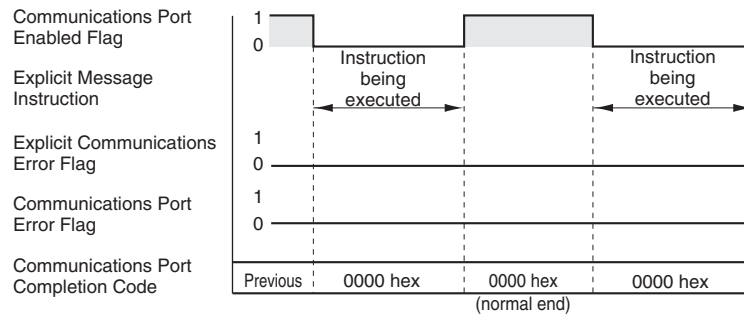 Communications Port
Enabled Flag
1
0
Explicit Message
Instruction
Instruction
being
executed
Instruction
being
executed
Explicit Communications
Error Flag
1
0
Communications Port
Error Flag
1
0
Communications Port
Completion Code
Previous
0000 hex
0000 hex
(normal end)
0000 hex